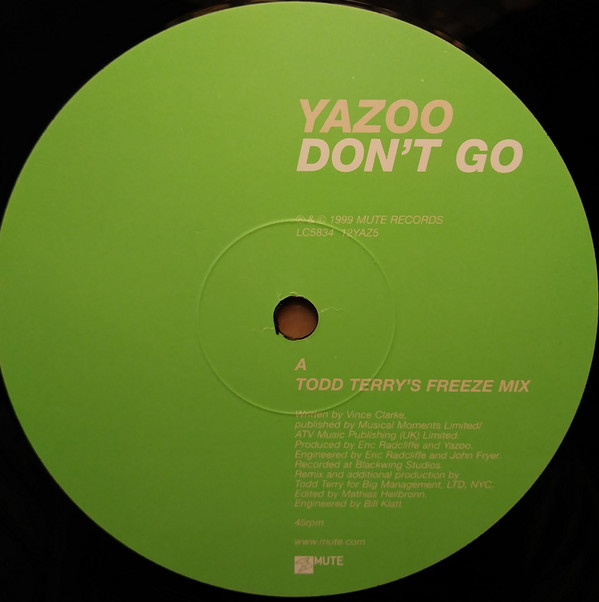 YAZOO
DON'T GO
℗ & © 1999 MUTE RECORDS
LC5834 12YAZ5
A
TODD TERRY'S FREEZE MIX
Written by Vince Clarke,
published by Musical Moments Limited/
ATV Music Publishing (UK) Limited.
Produced by Eric Radcliffe and Yazoo.
Engineered by Eric Radcliffe and John Fryer.
Recorded at Blackwing Studios.
Remix and additional production by
Todd Terry for Big Management, LTD, NYC.
Edited by Mathias Heilbronn.
Engineered by Bill Klatt.
45rpm
www.mute.com
MUTE